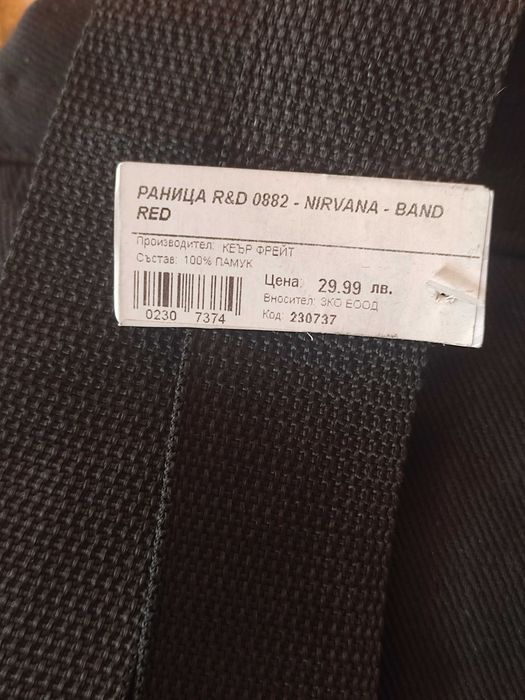 РАНИЦА R&D 0882 - NIRVANA - BAND
RED
Производител: КЕЪР ФРЕЙТ
Състав: 100% ПАМУК
Цена: 29.99 лв.
Вносител: ЗКО ЕООД
Код: 230737
0230 7374